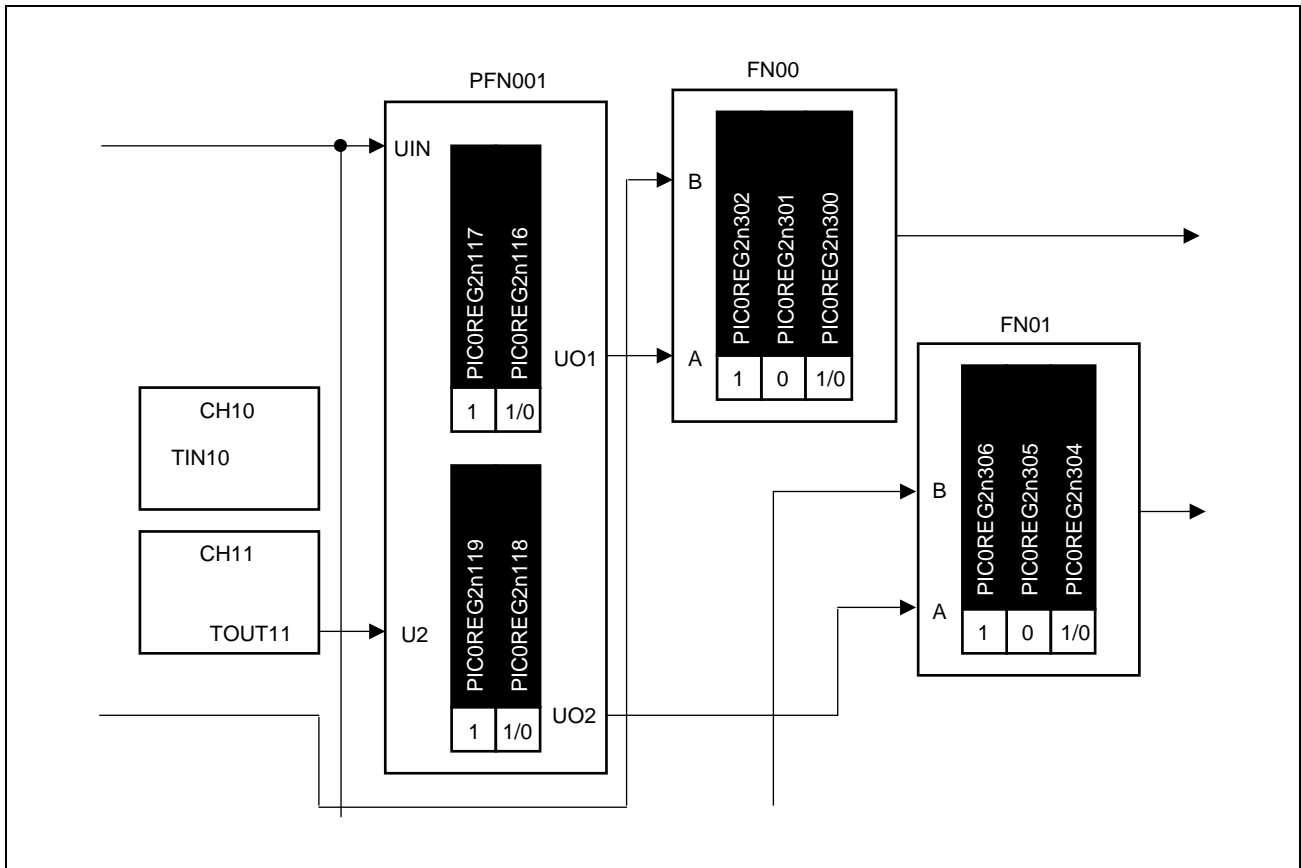 PFN001
UIN
PIC0REG2n117
PIC0REG2n116
1
1/0
UO1
PIC0REG2n119
PIC0REG2n118
1
1/0
U2
UO2
FN00
B
A
PIC0REG2n302
PIC0REG2n301
PIC0REG2n300
1
0
1/0
FN01
B
A
PIC0REG2n306
PIC0REG2n305
PIC0REG2n304
1
0
1/0
CH10
TIN10
CH11
TOUT11